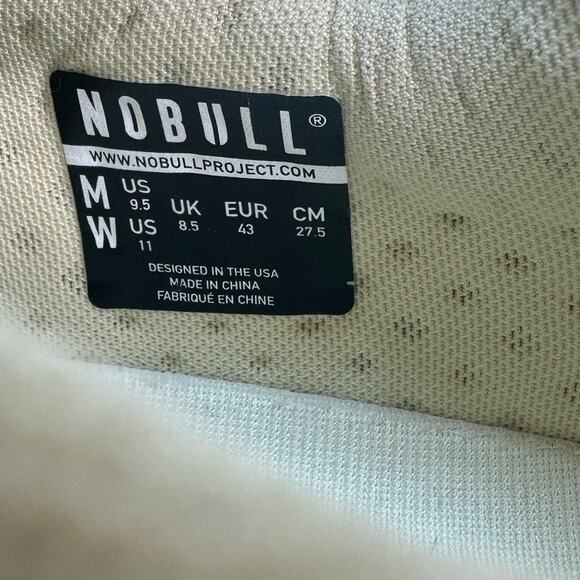 NOBULL®
WWW.NOBULLPROJECT.COM
M US 9.5 UK 8.5 EUR 43 CM 27.5
W US 11
DESIGNED IN THE USA
MADE IN CHINA
FABRIQUÉ EN CHINE